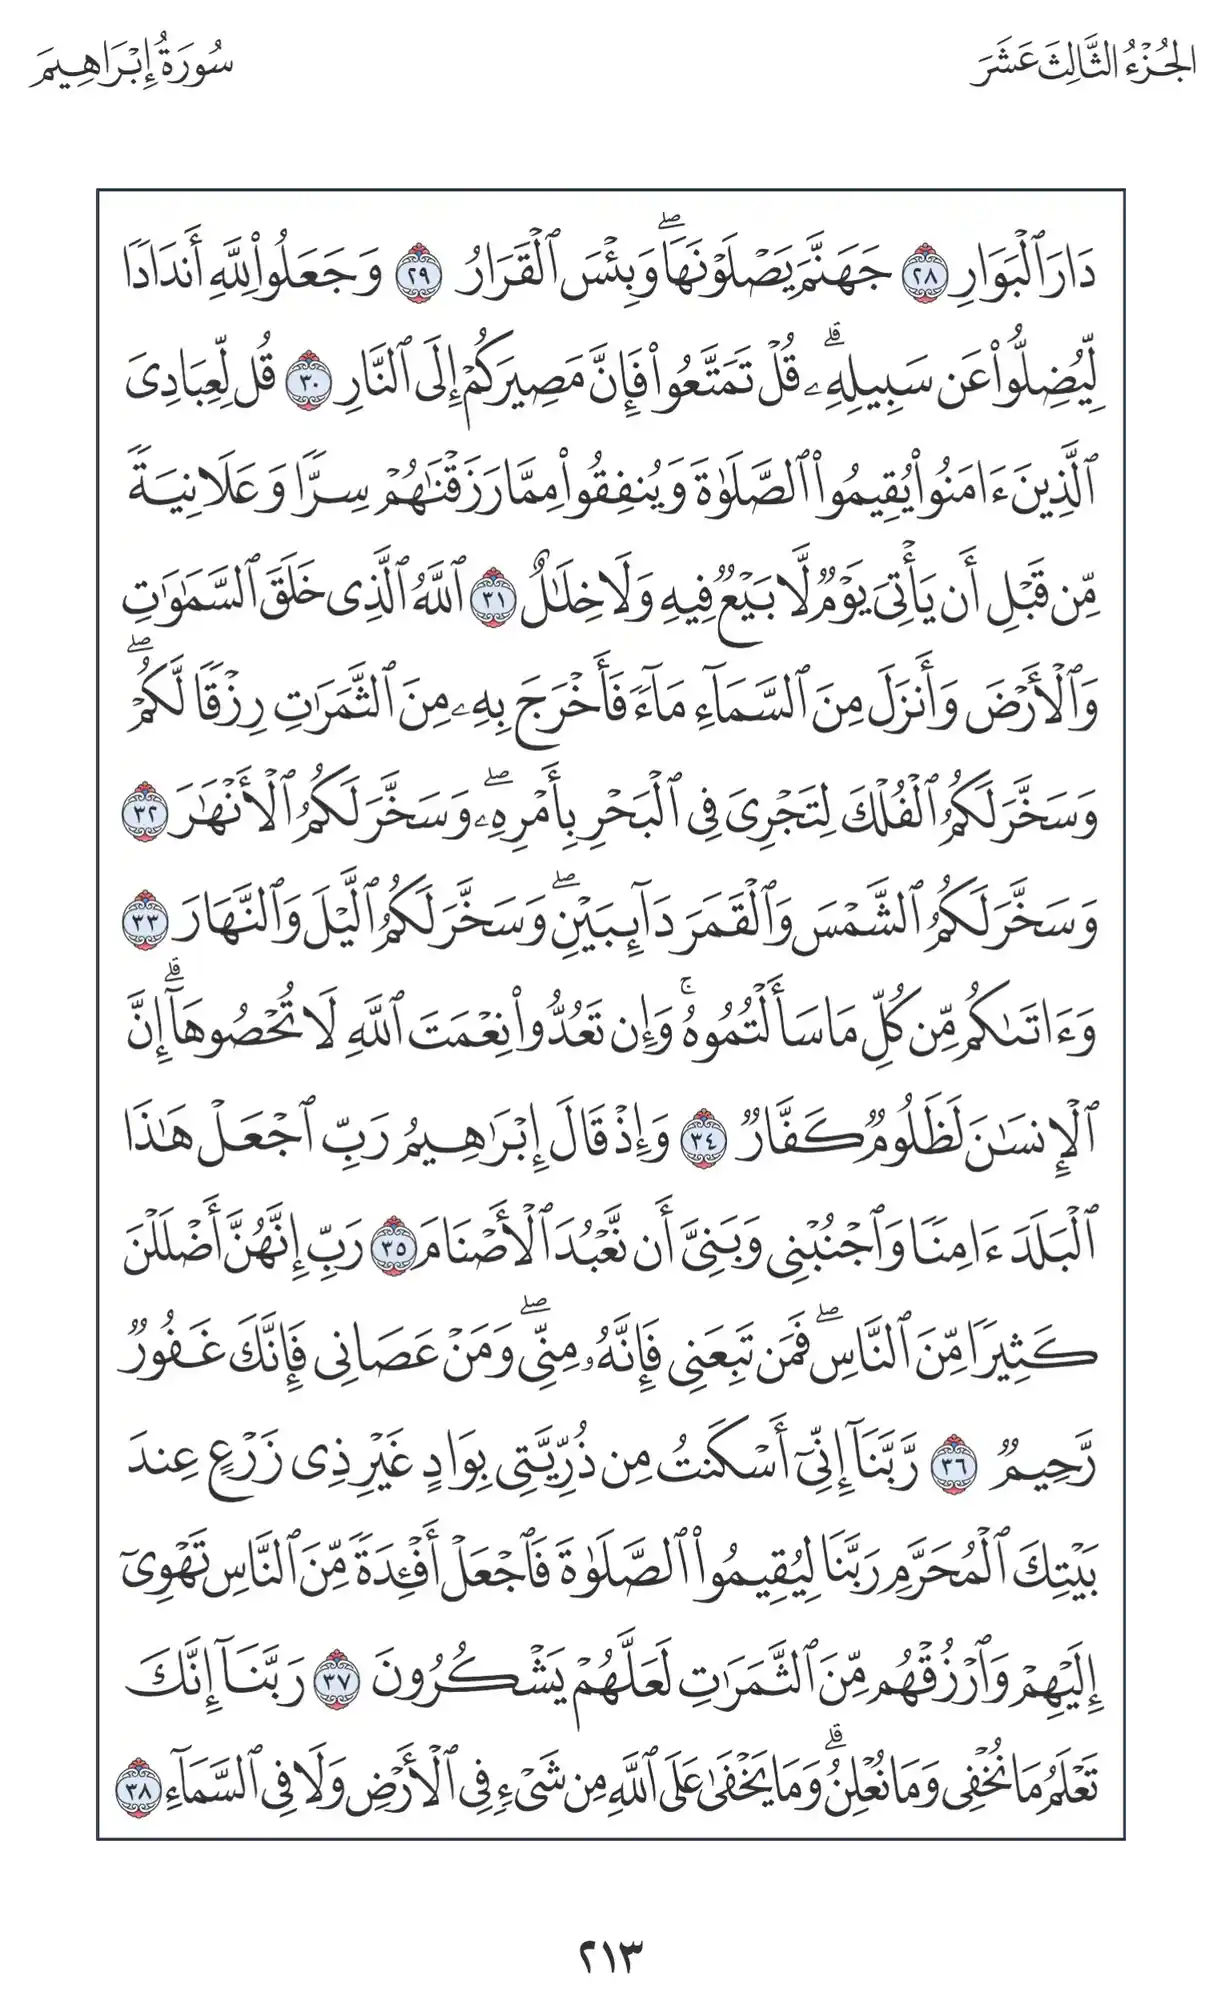 الجُزْءُ الثَّالِثَ عَشَرَ
سُورَةُ إِبْرَاهِيمَ
دَارَ ٱلْبَوَارِ ٢٨ جَهَنَّمَ يَصْلَوْنَهَاۖ وَبِئْسَ ٱلْقَرَارُ ٢٩ وَجَعَلُوا۟ لِلَّهِ أَندَادًا
لِّيُضِلُّوا۟ عَن سَبِيلِهِۦۗ قُلْ تَمَتَّعُوا۟ فَإِنَّ مَصِيرَكُمْ إِلَى ٱلنَّارِ ٣٠ قُل لِّعِبَادِىَ
ٱلَّذِينَ ءَامَنُوا۟ يُقِيمُوا۟ ٱلصَّلَوٰةَ وَيُنفِقُوا۟ مِمَّا رَزَقْنَٰهُمْ سِرًّا وَعَلَانِيَةً
مِّن قَبْلِ أَن يَأْتِىَ يَوْمٌ لَّا بَيْعٌ فِيهِ وَلَا خِلَٰلٌ ٣١ ٱللَّهُ ٱلَّذِى خَلَقَ ٱلسَّمَٰوَٰتِ
وَٱلْأَرْضَ وَأَنزَلَ مِنَ ٱلسَّمَآءِ مَآءً فَأَخْرَجَ بِهِۦ مِنَ ٱلثَّمَرَٰتِ رِزْقًا لَّكُمْۖ
وَسَخَّرَ لَكُمُ ٱلْفُلْكَ لِتَجْرِىَ فِى ٱلْبَحْرِ بِأَمْرِهِۦۖ وَسَخَّرَ لَكُمُ ٱلْأَنْهَٰرَ ٣٢
وَسَخَّرَ لَكُمُ ٱلشَّمْسَ وَٱلْقَمَرَ دَآئِبَيْنِۖ وَسَخَّرَ لَكُمُ ٱلَّيْلَ وَٱلنَّهَارَ ٣٣
وَءَاتَىٰكُم مِّن كُلِّ مَا سَأَلْتُمُوهُۚ وَإِن تَعُدُّوا۟ نِعْمَتَ ٱللَّهِ لَا تُحْصُوهَآۗ إِنَّ
ٱلْإِنسَٰنَ لَظَلُومٌ كَفَّارٌ ٣٤ وَإِذْ قَالَ إِبْرَٰهِيمُ رَبِّ ٱجْعَلْ هَٰذَا
ٱلْبَلَدَ ءَامِنًا وَٱجْنُبْنِى وَبَنِىَّ أَن نَّعْبُدَ ٱلْأَصْنَامَ ٣٥ رَبِّ إِنَّهُنَّ أَضْلَلْنَ
كَثِيرًا مِّنَ ٱلنَّاسِۖ فَمَن تَبِعَنِى فَإِنَّهُۥ مِنِّىۖ وَمَنْ عَصَانِى فَإِنَّكَ غَفُورٌ
رَّحِيمٌ ٣٦ رَّبَّنَآ إِنِّىٓ أَسْكَنتُ مِن ذُرِّيَّتِى بِوَادٍ غَيْرِ ذِى زَرْعٍ عِندَ
بَيْتِكَ ٱلْمُحَرَّمِ رَبَّنَا لِيُقِيمُوا۟ ٱلصَّلَوٰةَ فَٱجْعَلْ أَفْـِٔدَةً مِّنَ ٱلنَّاسِ تَهْوِىٓ
إِلَيْهِمْ وَٱرْزُقْهُم مِّنَ ٱلثَّمَرَٰتِ لَعَلَّهُمْ يَشْكُرُونَ ٣٧ رَبَّنَآ إِنَّكَ
تَعْلَمُ مَا نُخْفِى وَمَا نُعْلِنُۗ وَمَا يَخْفَىٰ عَلَى ٱللَّهِ مِن شَىْءٍ فِى ٱلْأَرْضِ وَلَا فِى ٱلسَّمَآءِ ٣٨
٢١٣